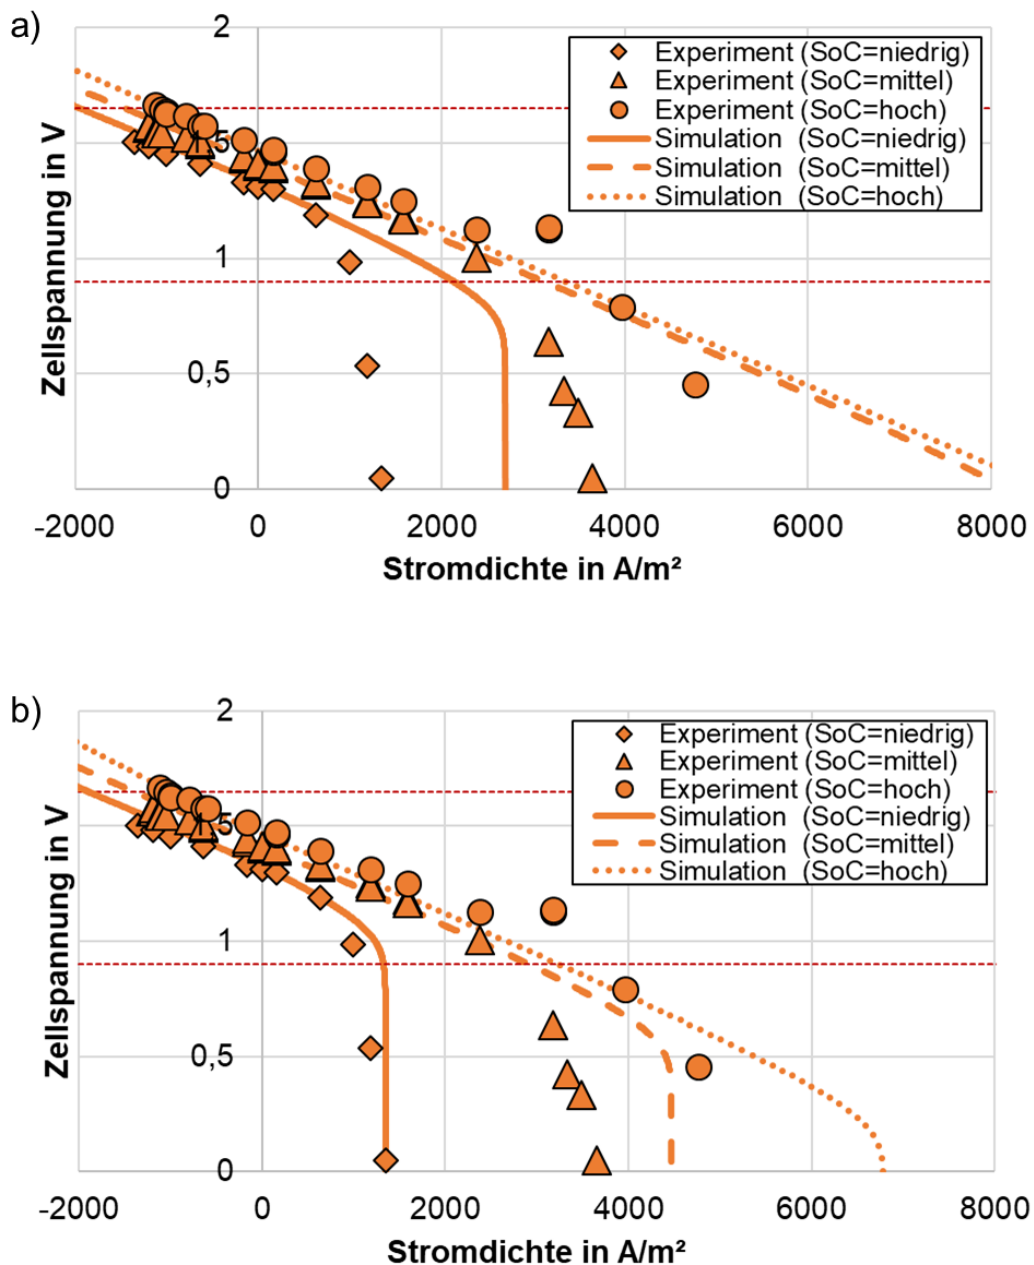 a)
2
Experiment (SoC=niedrig)
Experiment (SoC=mittel)
Experiment (SoC=hoch)
Simulation (SoC=niedrig)
Simulation (SoC=mittel)
Simulation (SoC=hoch)
5
1
0,5
0
Zellspannung in V
-2000 0 2000 4000 6000 8000
Stromdichte in A/m²
b)
2
Experiment (SoC=niedrig)
Experiment (SoC=mittel)
Experiment (SoC=hoch)
Simulation (SoC=niedrig)
Simulation (SoC=mittel)
Simulation (SoC=hoch)
5
1
0,5
0
Zellspannung in V
-2000 0 2000 4000 6000 8000
Stromdichte in A/m²